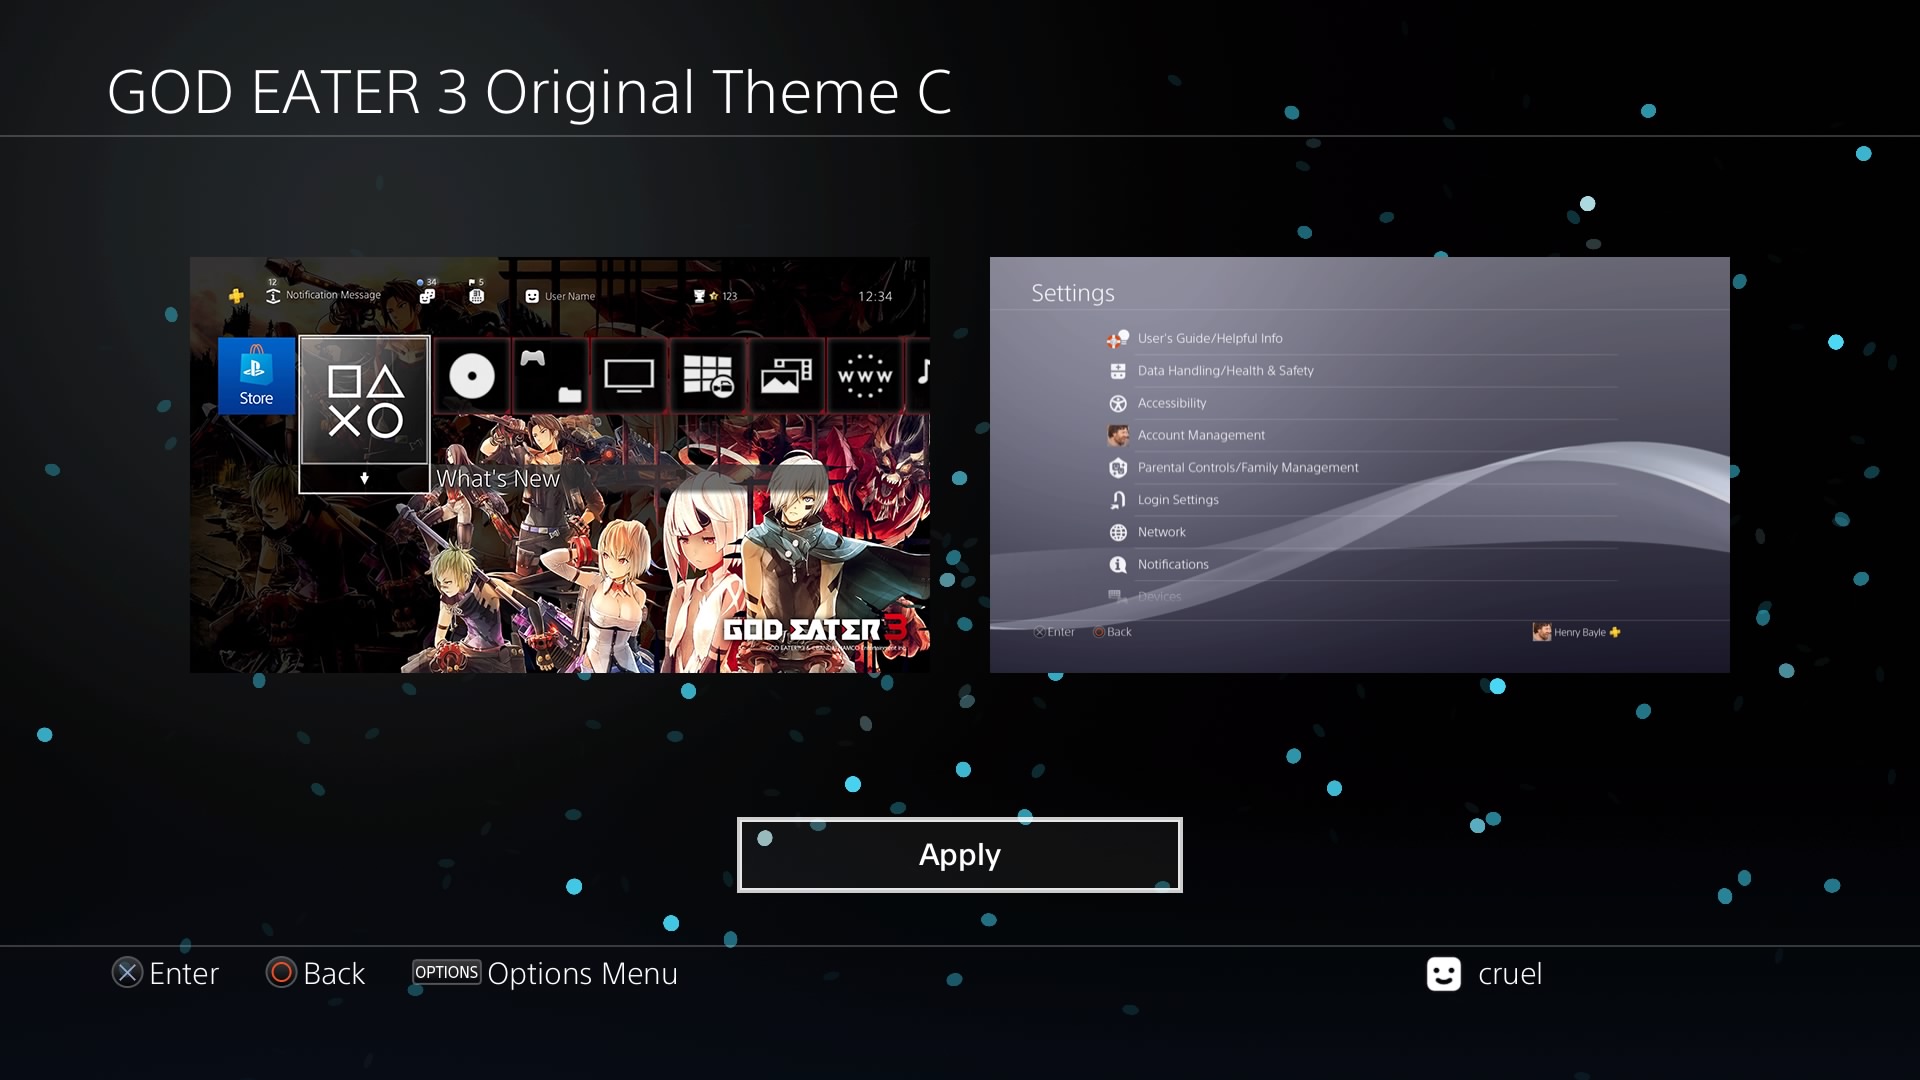 GOD EATER 3 Original Theme C
12
Notification Message
34
5
31
User Name
123
12:34
Store
WWW
What's New
GOD EATER 3
Settings
User's Guide/Helpful Info
Data Handling/Health & Safety
Accessibility
Account Management
Parental Controls/Family Management
Login Settings
Network
Notifications
Devices
Enter
Back
Henry Bayle
Apply
Enter
Back
OPTIONS Options Menu
cruel